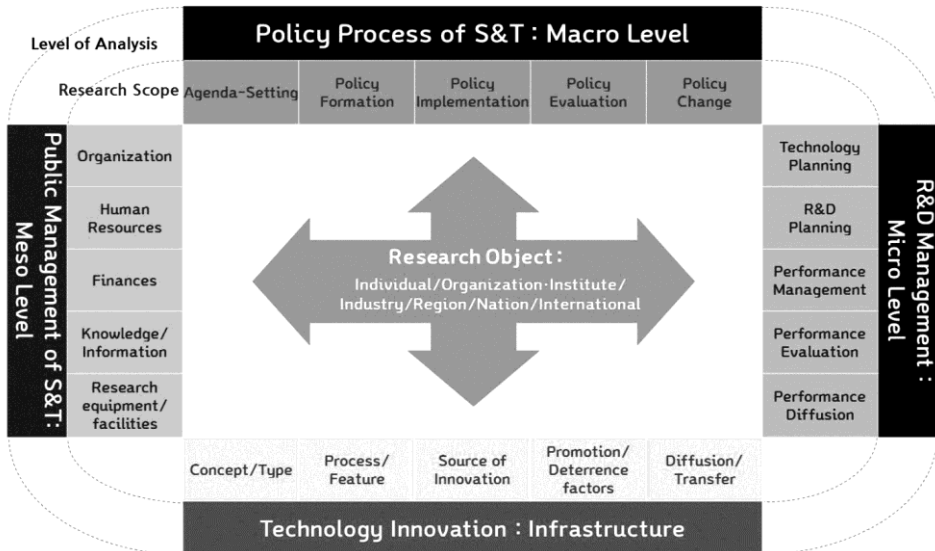 Policy Process of S&T : Macro Level
Level of Analysis
Research Scope
Agenda-Setting
Policy
Formation
Policy
Implementation
Policy
Evaluation
Policy
Change
Public Management of S&T:
Meso Level
Organization
Human
Resources
Finances
Knowledge/
Information
Research
equipment/
facilities
Research Object :
Individual/Organization·Institute/
Industry/Region/Nation/International
Technology
Planning
R&D
Planning
Performance
Management
Performance
Evaluation
Performance
Diffusion
R&D Management :
Micro Level
Concept/Type
Process/
Feature
Source of
Innovation
Promotion/
Deterrence
factors
Diffusion/
Transfer
Technology Innovation : Infrastructure